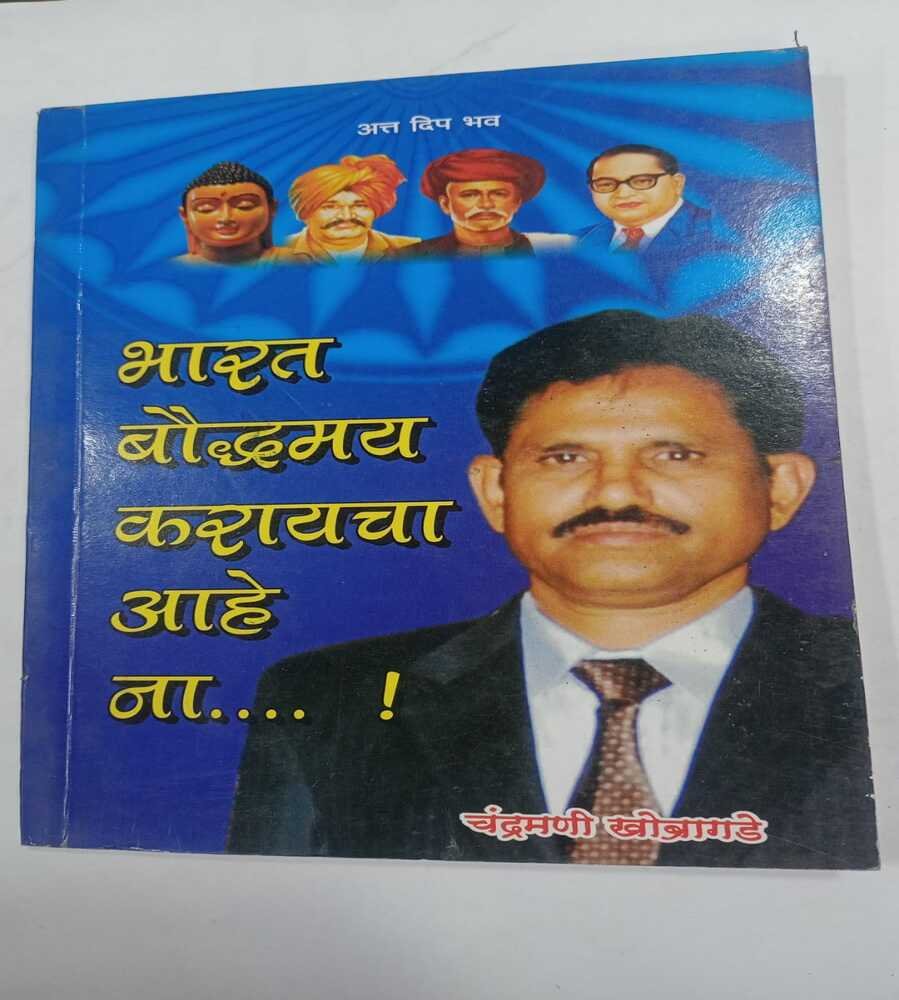 अत्त दिप भव
भारत
बौद्धमय
करायचा
आहे
ना.... !
चंद्रमणी खोब्रागडे